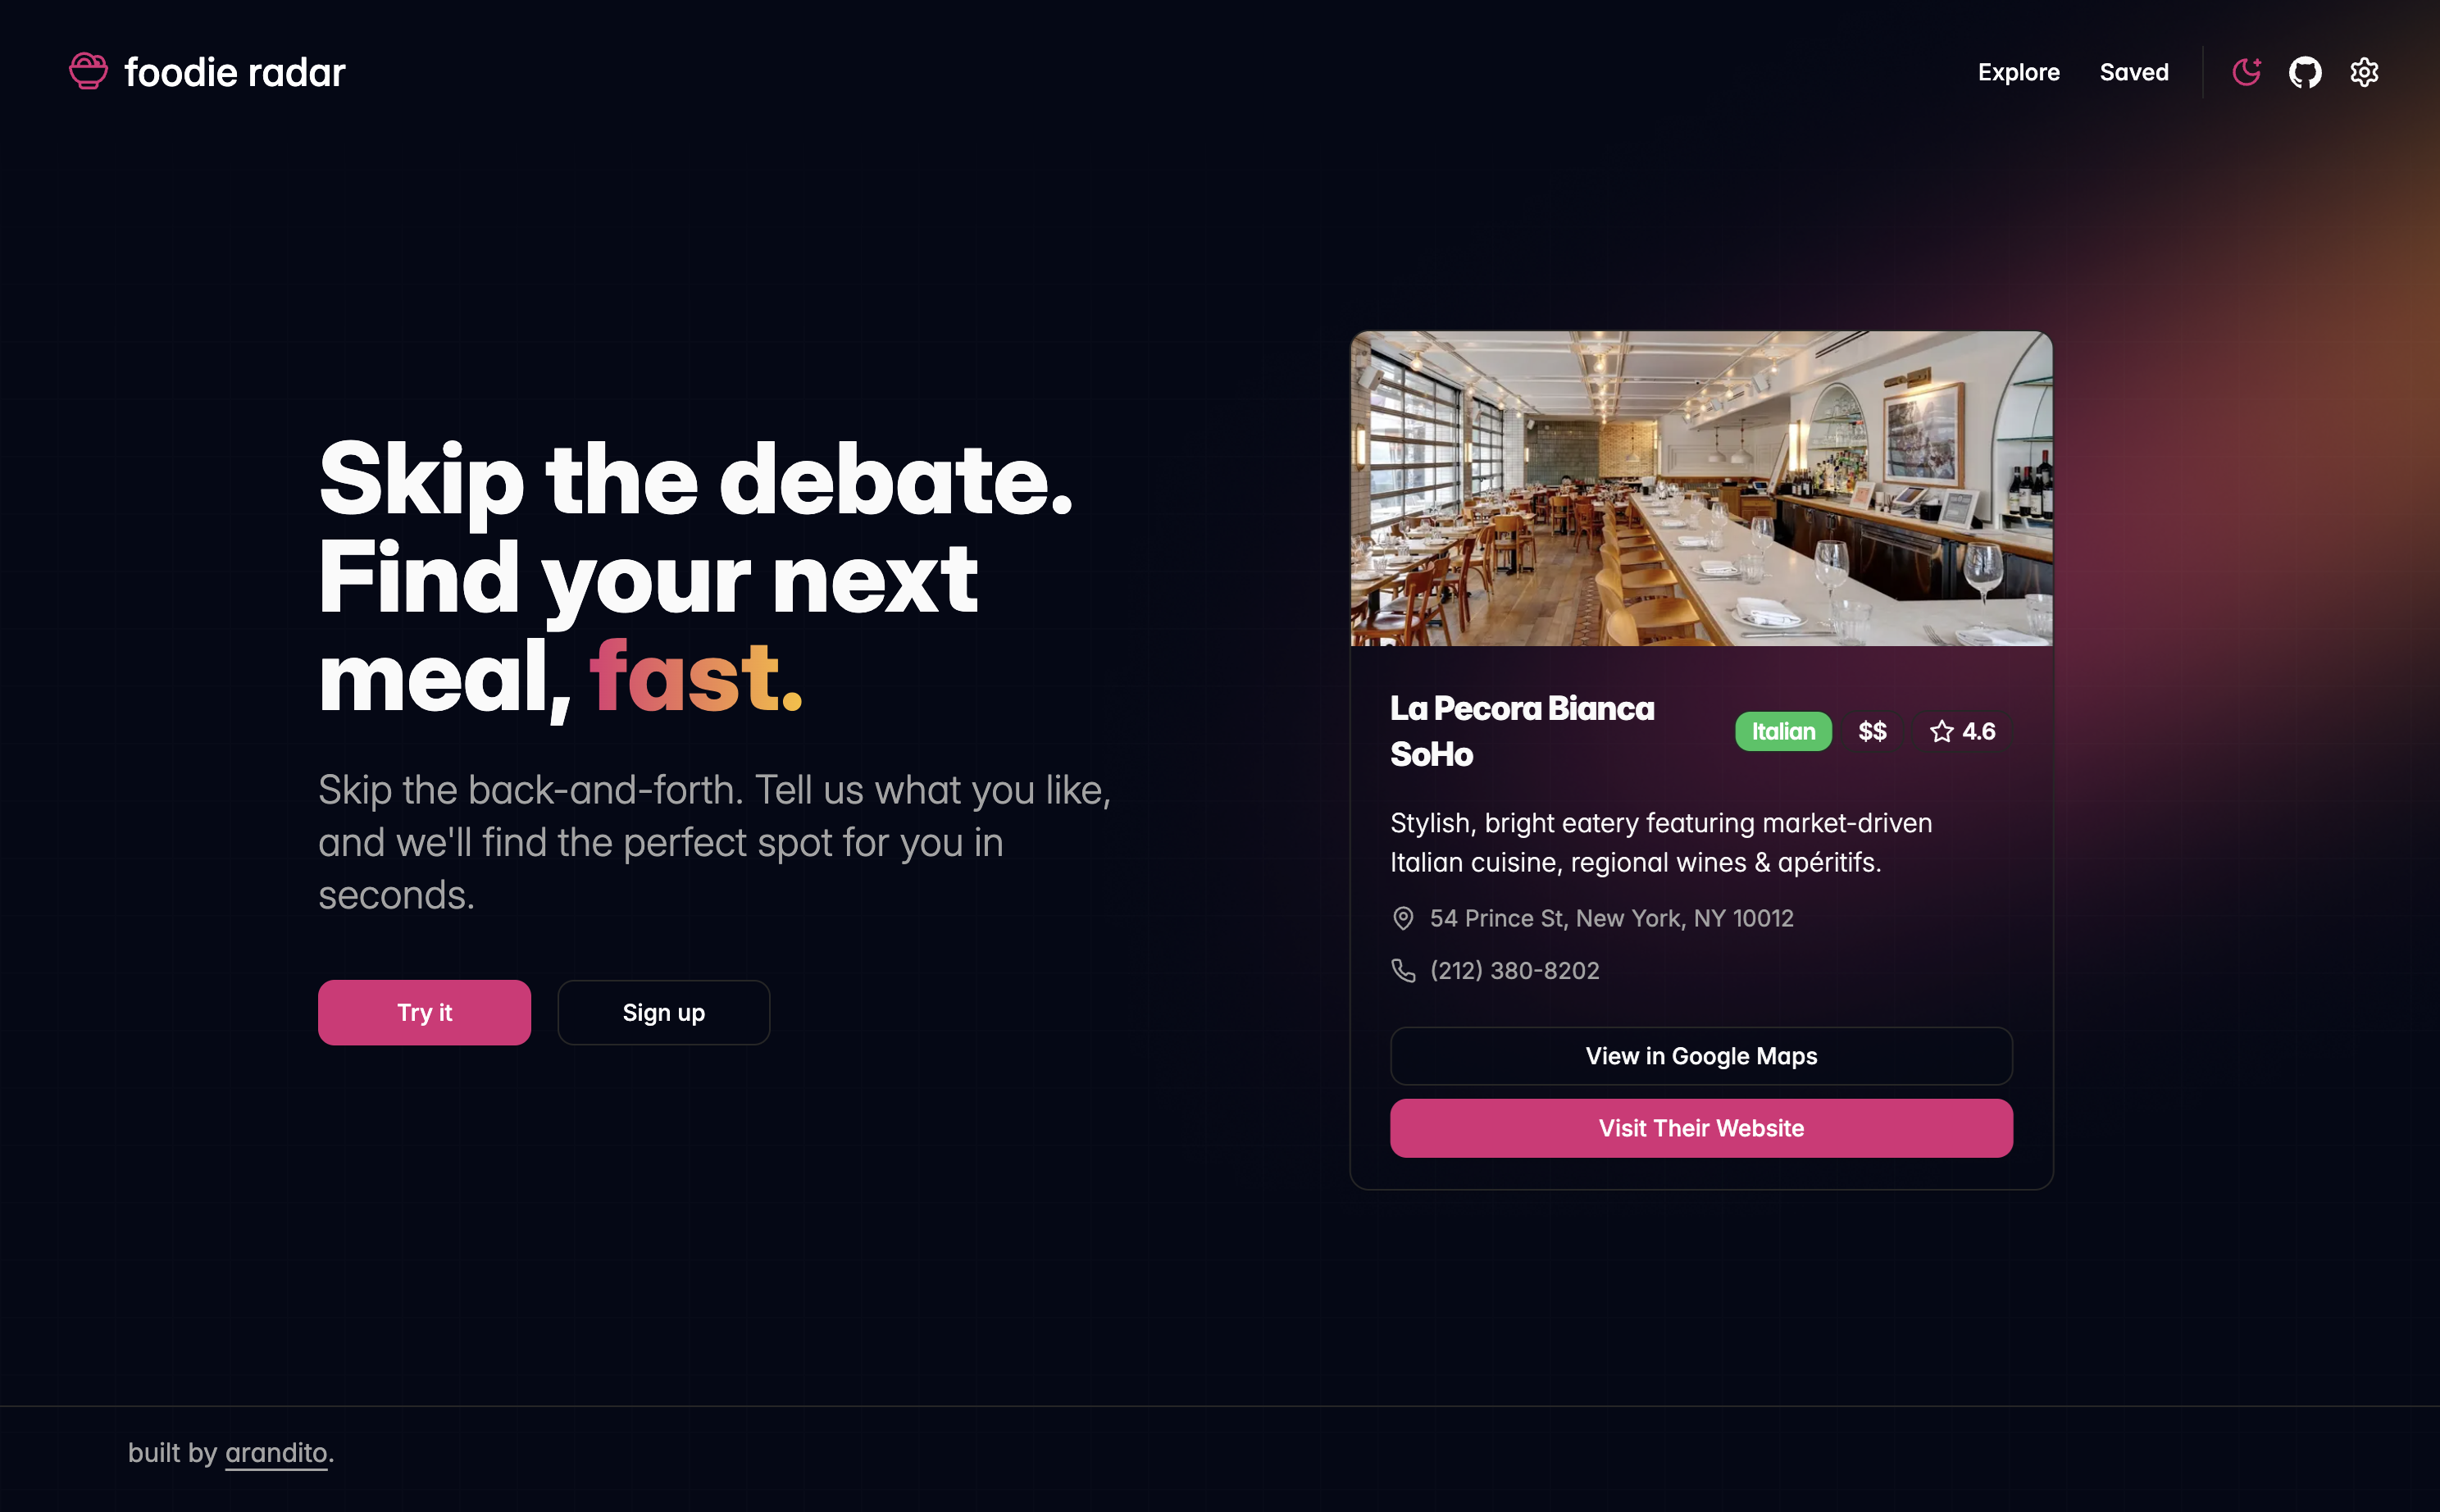 foodie radar
Explore
Saved
Skip the debate.
Find your next
meal, fast.
Skip the back-and-forth. Tell us what you like,
and we'll find the perfect spot for you in
seconds.
Try it
Sign up
La Pecora Bianca
SoHo
Italian
$$
4.6
Stylish, bright eatery featuring market-driven
Italian cuisine, regional wines & apéritifs.
54 Prince St, New York, NY 10012
(212) 380-8202
View in Google Maps
Visit Their Website
built by arandito.